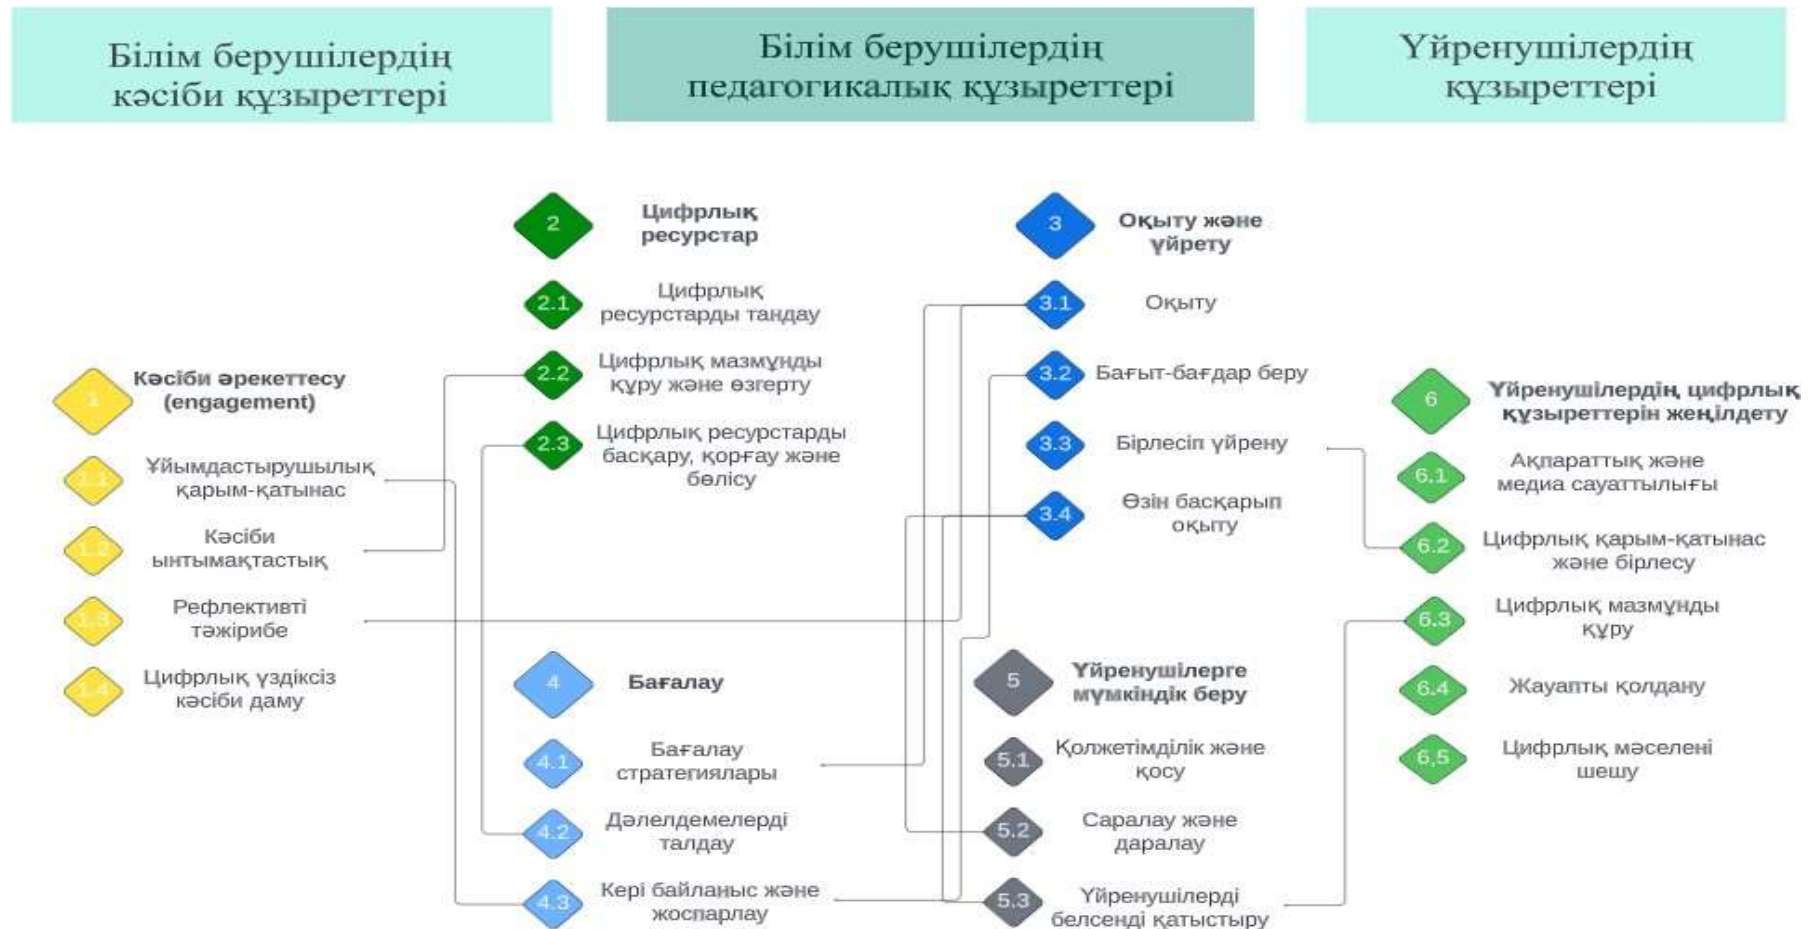 Білім берушілердің
кәсіби құзыреттері
Білім берушілердің
педагогикалық құзыреттері
Үйренушілердің
құзыреттері
1
Кәсіби әрекеттесу
(engagement)
1.1
Ұйымдастырушылық
қарым-қатынас
1.2
Кәсіби
ынтымақтастық
1.3
Рефлективті
тәжірибе
1.4
Цифрлық үздіксіз
кәсіби даму
2
Цифрлық
ресурстар
2.1
Цифрлық
ресурстарды таңдау
2.2
Цифрлық мазмұнды
құру және өзгерту
2.3
Цифрлық ресурстарды
басқару, қорғау және
бөлісу
3
Оқыту және
үйрету
3.1
Оқыту
3.2
Бағыт-бағдар беру
3.3
Бірлесіп үйрену
3.4
Өзін басқарып
оқыту
4
Бағалау
4.1
Бағалау
стратегиялары
4.2
Дәлелдемелерді
талдау
4.3
Кері байланыс және
жоспарлау
5
Үйренушілерге
мүмкіндік беру
5.1
Қолжетімділік және
қосу
5.2
Саралау және
даралау
5.3
Үйренушілерді
белсенді қатыстыру
6
Үйренушілердің цифрлық
құзыреттерін жеңілдету
6.1
Ақпараттық және
медиа сауаттылығы
6.2
Цифрлық қарым-қатынас
және бірлесу
6.3
Цифрлық мазмұнды
құру
6.4
Жауапты қолдану
6,5
Цифрлық мәселені
шешу